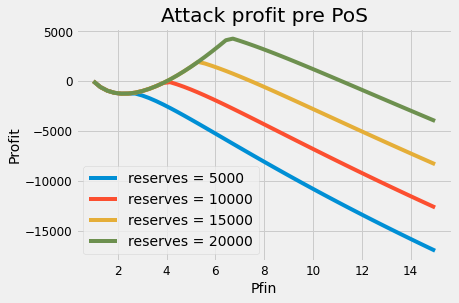 Attack profit pre PoS
5000
0
−5000
−10000
−15000
Profit
reserves = 5000
reserves = 10000
reserves = 15000
reserves = 20000
2 4 6 8 10 12 14
Pfin